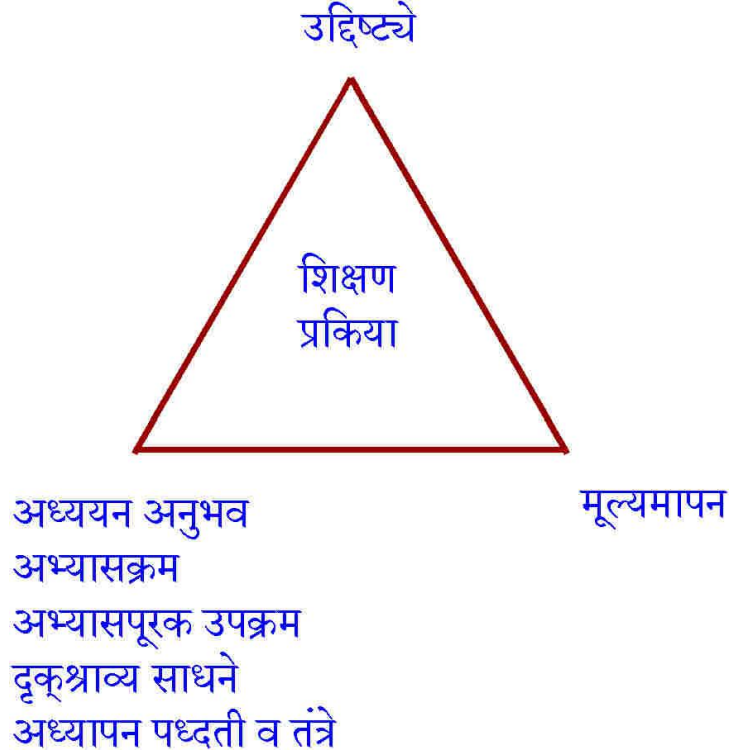 उद्दिष्ट्ये
शिक्षण
प्रकिया
मूल्यमापन
अध्ययन अनुभव
अभ्यासक्रम
अभ्यासपूरक उपक्रम
दृक्श्राव्य साधने
अध्यापन पध्दती व तंत्रे